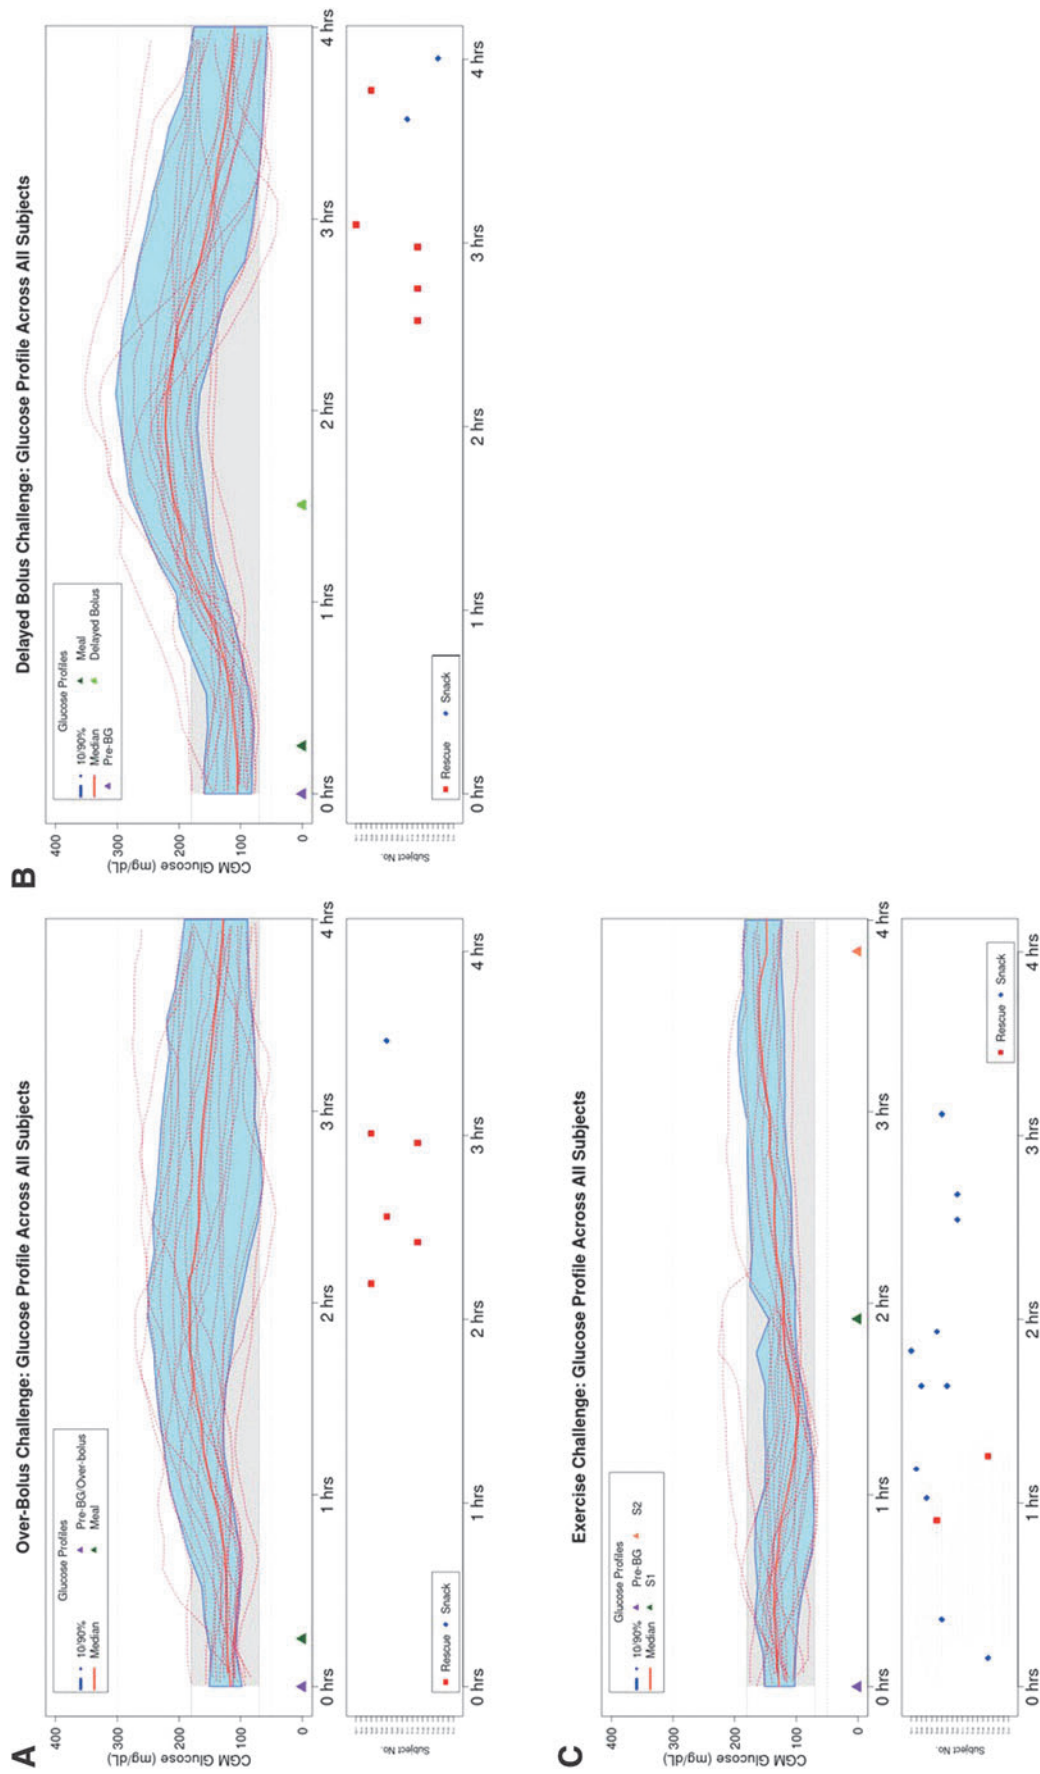 A
Over-Bolus Challenge: Glucose Profile Across All Subjects
CGM Glucose (mg/dL)
400
300
200
100
0
Glucose Profiles
10/90%
Median
Pre-BG/Over-bolus
Meal
0 hrs
1 hrs
2 hrs
3 hrs
4 hrs
Subject No.
Rescue
Snack
0 hrs
1 hrs
2 hrs
3 hrs
4 hrs
B
Delayed Bolus Challenge: Glucose Profile Across All Subjects
CGM Glucose (mg/dL)
400
300
200
100
0
Glucose Profiles
10/90%
Median
Pre-BG
Meal
Delayed Bolus
0 hrs
1 hrs
2 hrs
3 hrs
4 hrs
Subject No.
Rescue
Snack
0 hrs
1 hrs
2 hrs
3 hrs
4 hrs
C
Exercise Challenge: Glucose Profile Across All Subjects
CGM Glucose (mg/dL)
400
300
200
100
0
Glucose Profiles
10/90%
Median
Pre-BG
S1
S2
0 hrs
1 hrs
2 hrs
3 hrs
4 hrs
Subject No.
Rescue
Snack
0 hrs
1 hrs
2 hrs
3 hrs
4 hrs